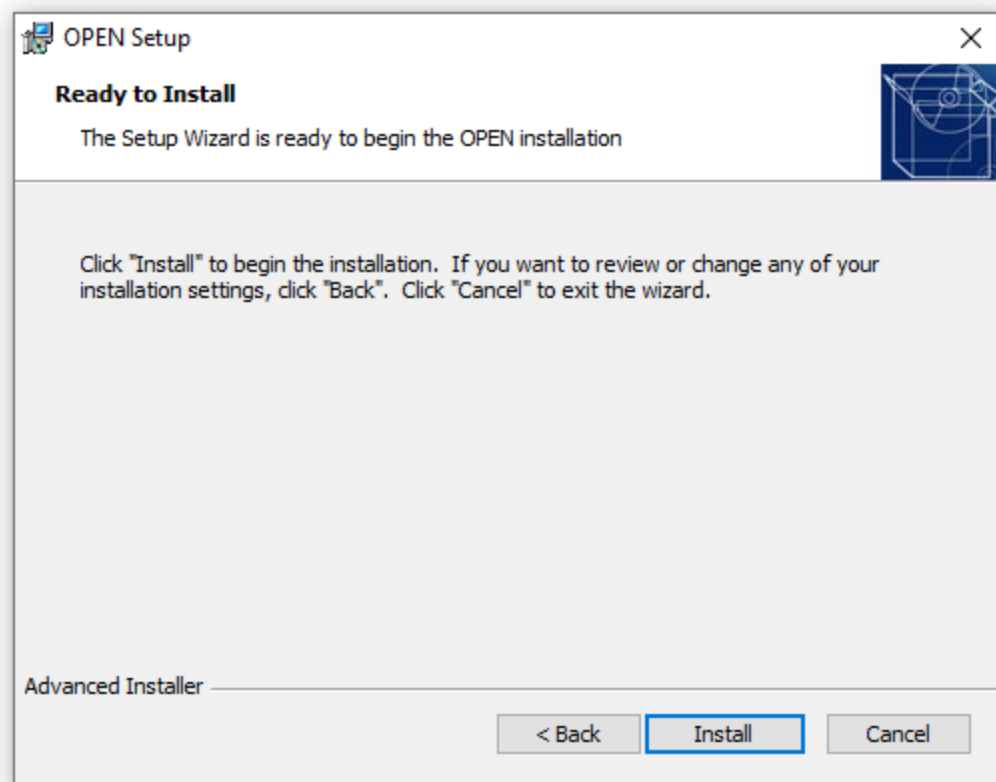 OPEN Setup
Ready to Install
The Setup Wizard is ready to begin the OPEN installation
Click "Install" to begin the installation.  If you want to review or change any of your
installation settings, click "Back".  Click "Cancel" to exit the wizard.
Advanced Installer
< Back
Install
Cancel